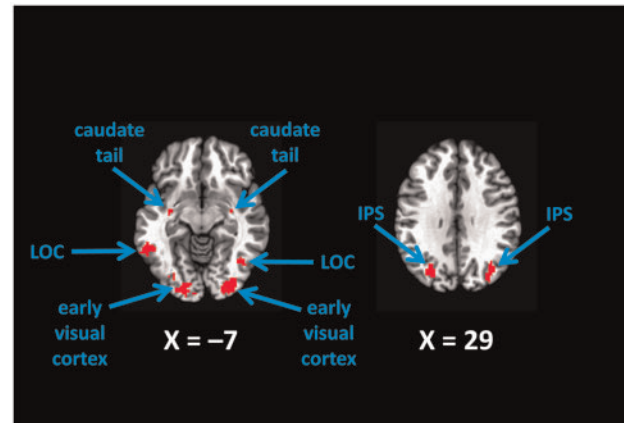 caudate
tail
caudate
tail
LOC
LOC
early
visual
cortex
early
visual
cortex
X = –7
IPS
IPS
X = 29